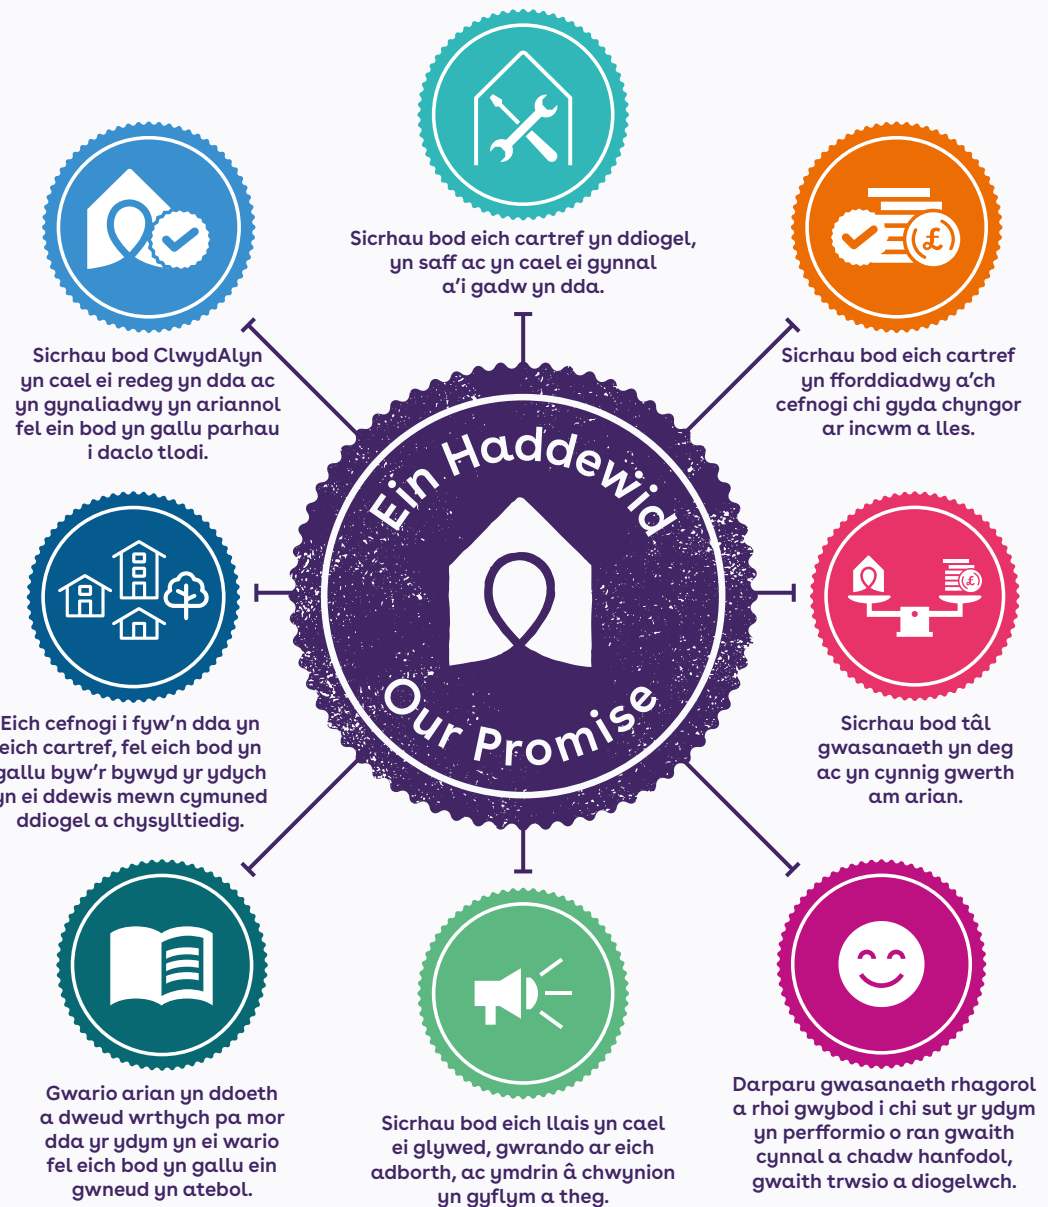 Sicrhau bod eich cartref yn ddiogel,
yn saff ac yn cael ei gynnal
a'i gadw yn dda.
Sicrhau bod ClwydAlyn
yn cael ei redeg yn dda ac
yn gynaliadwy yn ariannol
fel ein bod yn gallu parhau
i daclo tlodi.
Sicrhau bod eich cartref
yn fforddiadwy a'ch
cefnogi chi gyda chyngor
ar incwm a lles.
Ein Haddewid
Our Promise
Eich cefnogi i fyw'n dda yn
eich cartref, fel eich bod yn
gallu byw'r bywyd yr ydych
yn ei ddewis mewn cymuned
ddiogel a chysylltiedig.
Sicrhau bod tâl
gwasanaeth yn deg
ac yn cynnig gwerth
am arian.
Gwario arian yn ddoeth
a dweud wrthych pa mor
dda yr ydym yn ei wario
fel eich bod yn gallu ein
gwneud yn atebol.
Sicrhau bod eich llais yn cael
ei glywed, gwrando ar eich
adborth, ac ymdrin â chwynion
yn gyflym a theg.
Darparu gwasanaeth rhagorol
a rhoi gwybod i chi sut yr ydym
yn perfformio o ran gwaith
cynnal a chadw hanfodol,
gwaith trwsio a diogelwch.